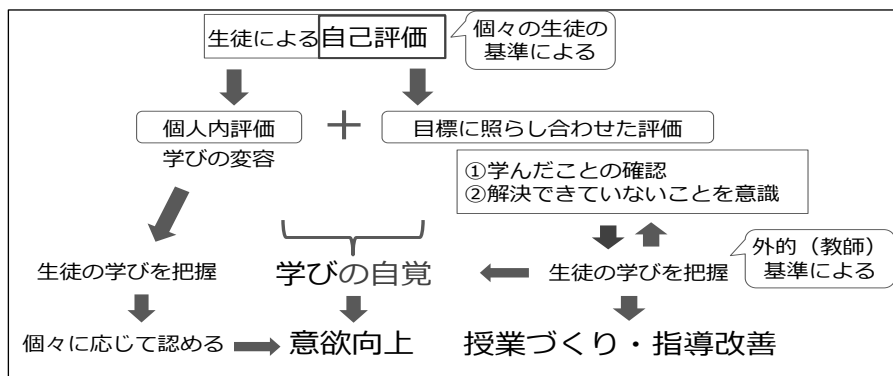 生徒による自己評価
個々の生徒の
基準による
個人内評価
＋
目標に照らし合わせた評価
学びの変容
①学んだことの確認
②解決できていないことを意識
生徒の学びを把握
学びの自覚
生徒の学びを把握
外的（教師）
基準による
個々に応じて認める
意欲向上
授業づくり・指導改善